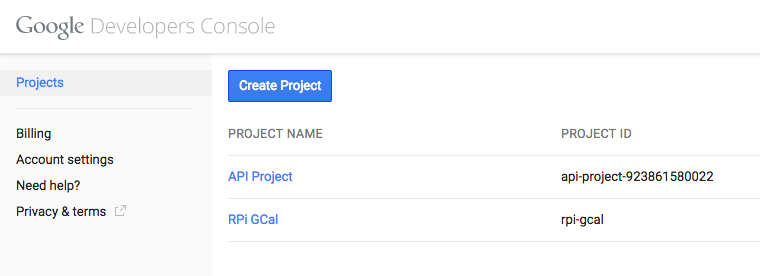 Google Developers Console
Projects
Create Project
PROJECT NAME PROJECT ID
Billing
Account settings
API Project api-project-923861580022
Need help?
Privacy & terms
RPi GCal rpi-gcal